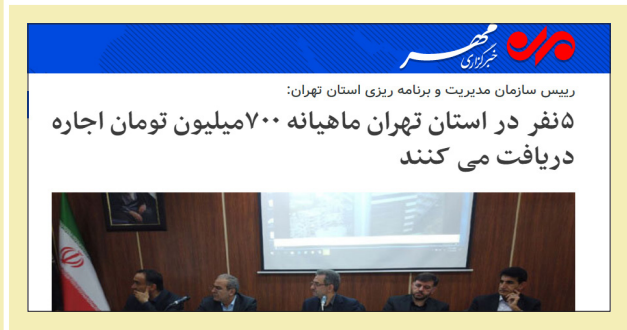 خبرگزاری مهر
رییس سازمان مدیریت و برنامه ریزی استان تهران:
۵نفر در استان تهران ماهیانه ۷۰۰میلیون تومان اجاره
دریافت می کنند